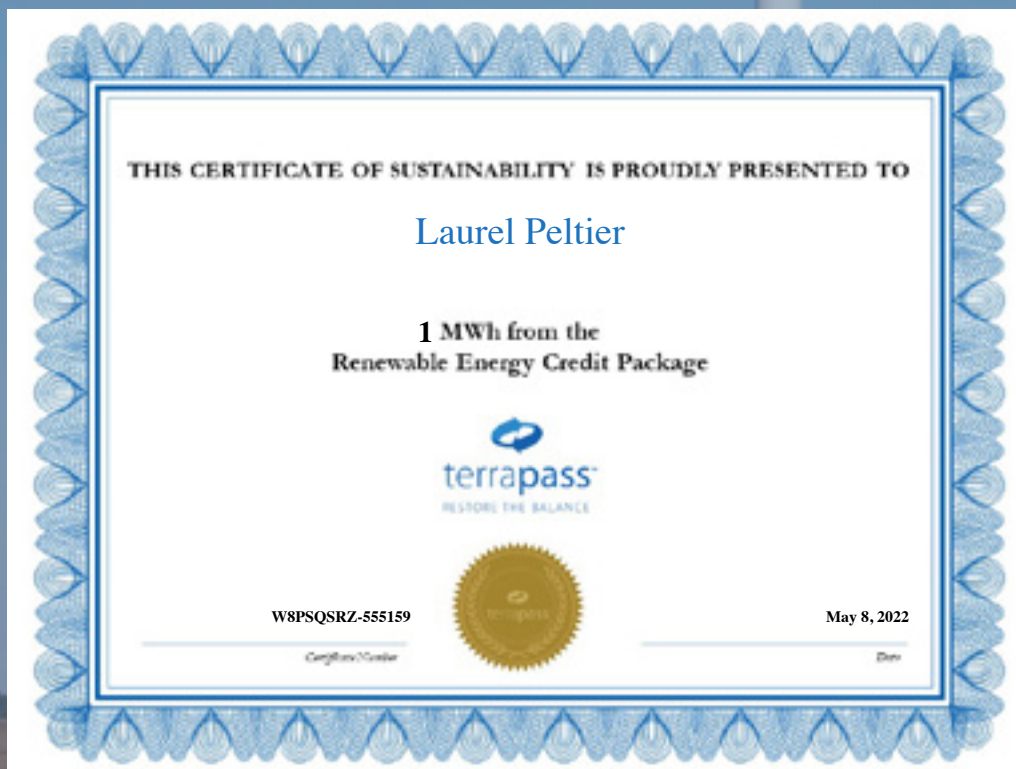 THIS CERTIFICATE OF SUSTAINABILITY IS PROUDLY PRESENTED TO
Laurel Peltier
1 MWh from the
Renewable Energy Credit Package
terrapass
RESTORE THE BALANCE
terrapass
W8PSQSRZ-555159
May 8, 2022
Certificate Number
Date